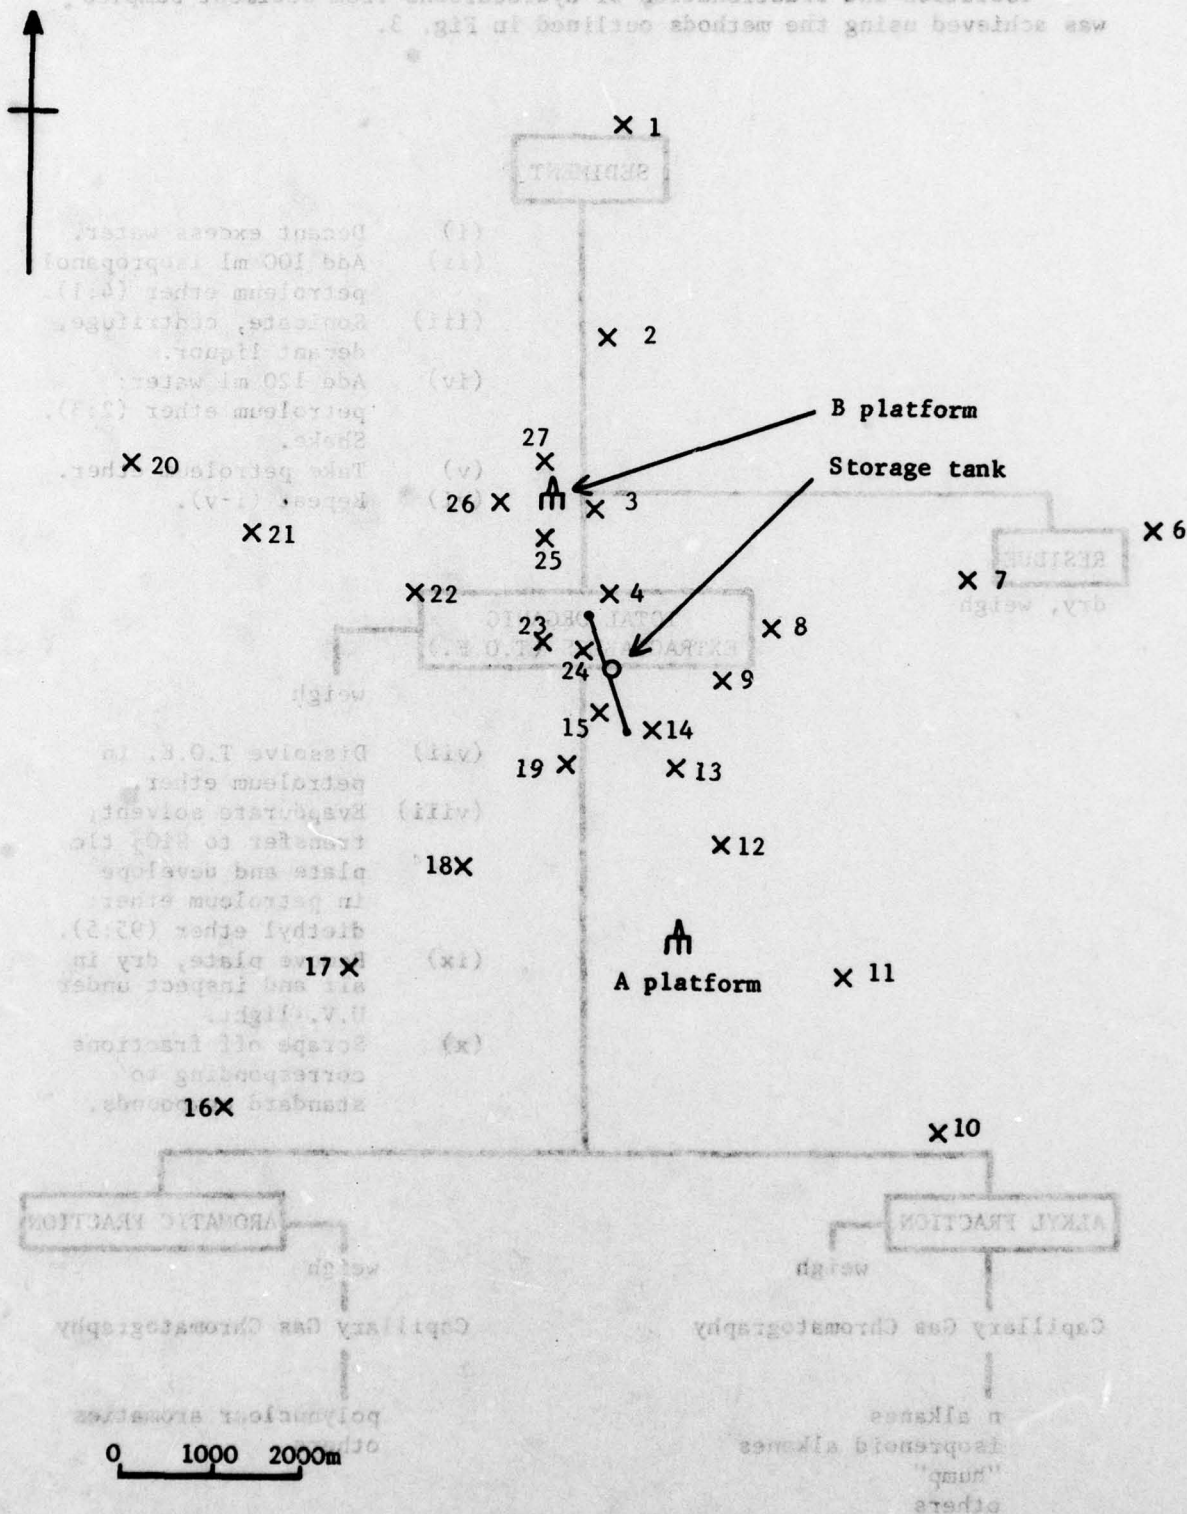 was achieved using the methods outlined in Fig. 3.
1
SEDIMENT
(i) Decant excess water.
(ii) Add 100 ml isopropanol
petroleum ether (4:1)
2
(iii) Sonicate, centrifuge,
decant liquor.
(iv) Add 120 ml water:
petroleum ether (2:3).
Shake.
B platform
27
20
Storage tank
(v) Take petroleum ether.
Repeat (i-v).
26
3
21
25
6
RESIDUE
7
dry, weigh
22
4
TOTAL ORGANIC
8
23
24
9
weigh
15
14
(vii) Dissolve T.O.E. in
petroleum ether,
19
13
(viii) Evaporate solvent,
transfer to SiO2 tlc
plate and develope
in petroleum ether:
diethyl ether (95:5).
12
18
(ix) plate, dry in
air and inspect under
U.V. light.
17
A platform
11
(x) Scrape off fractions
corresponding to
standard compounds.
16
10
AROMATIC FRACTION
ALKYL FRACTION
weigh
weigh
Capillary Gas Chromatography
Capillary Gas Chromatography
polynuclear aromatics
others
n alkanes
isoprenoid alkanes
"hump"
others
0 1000 2000m